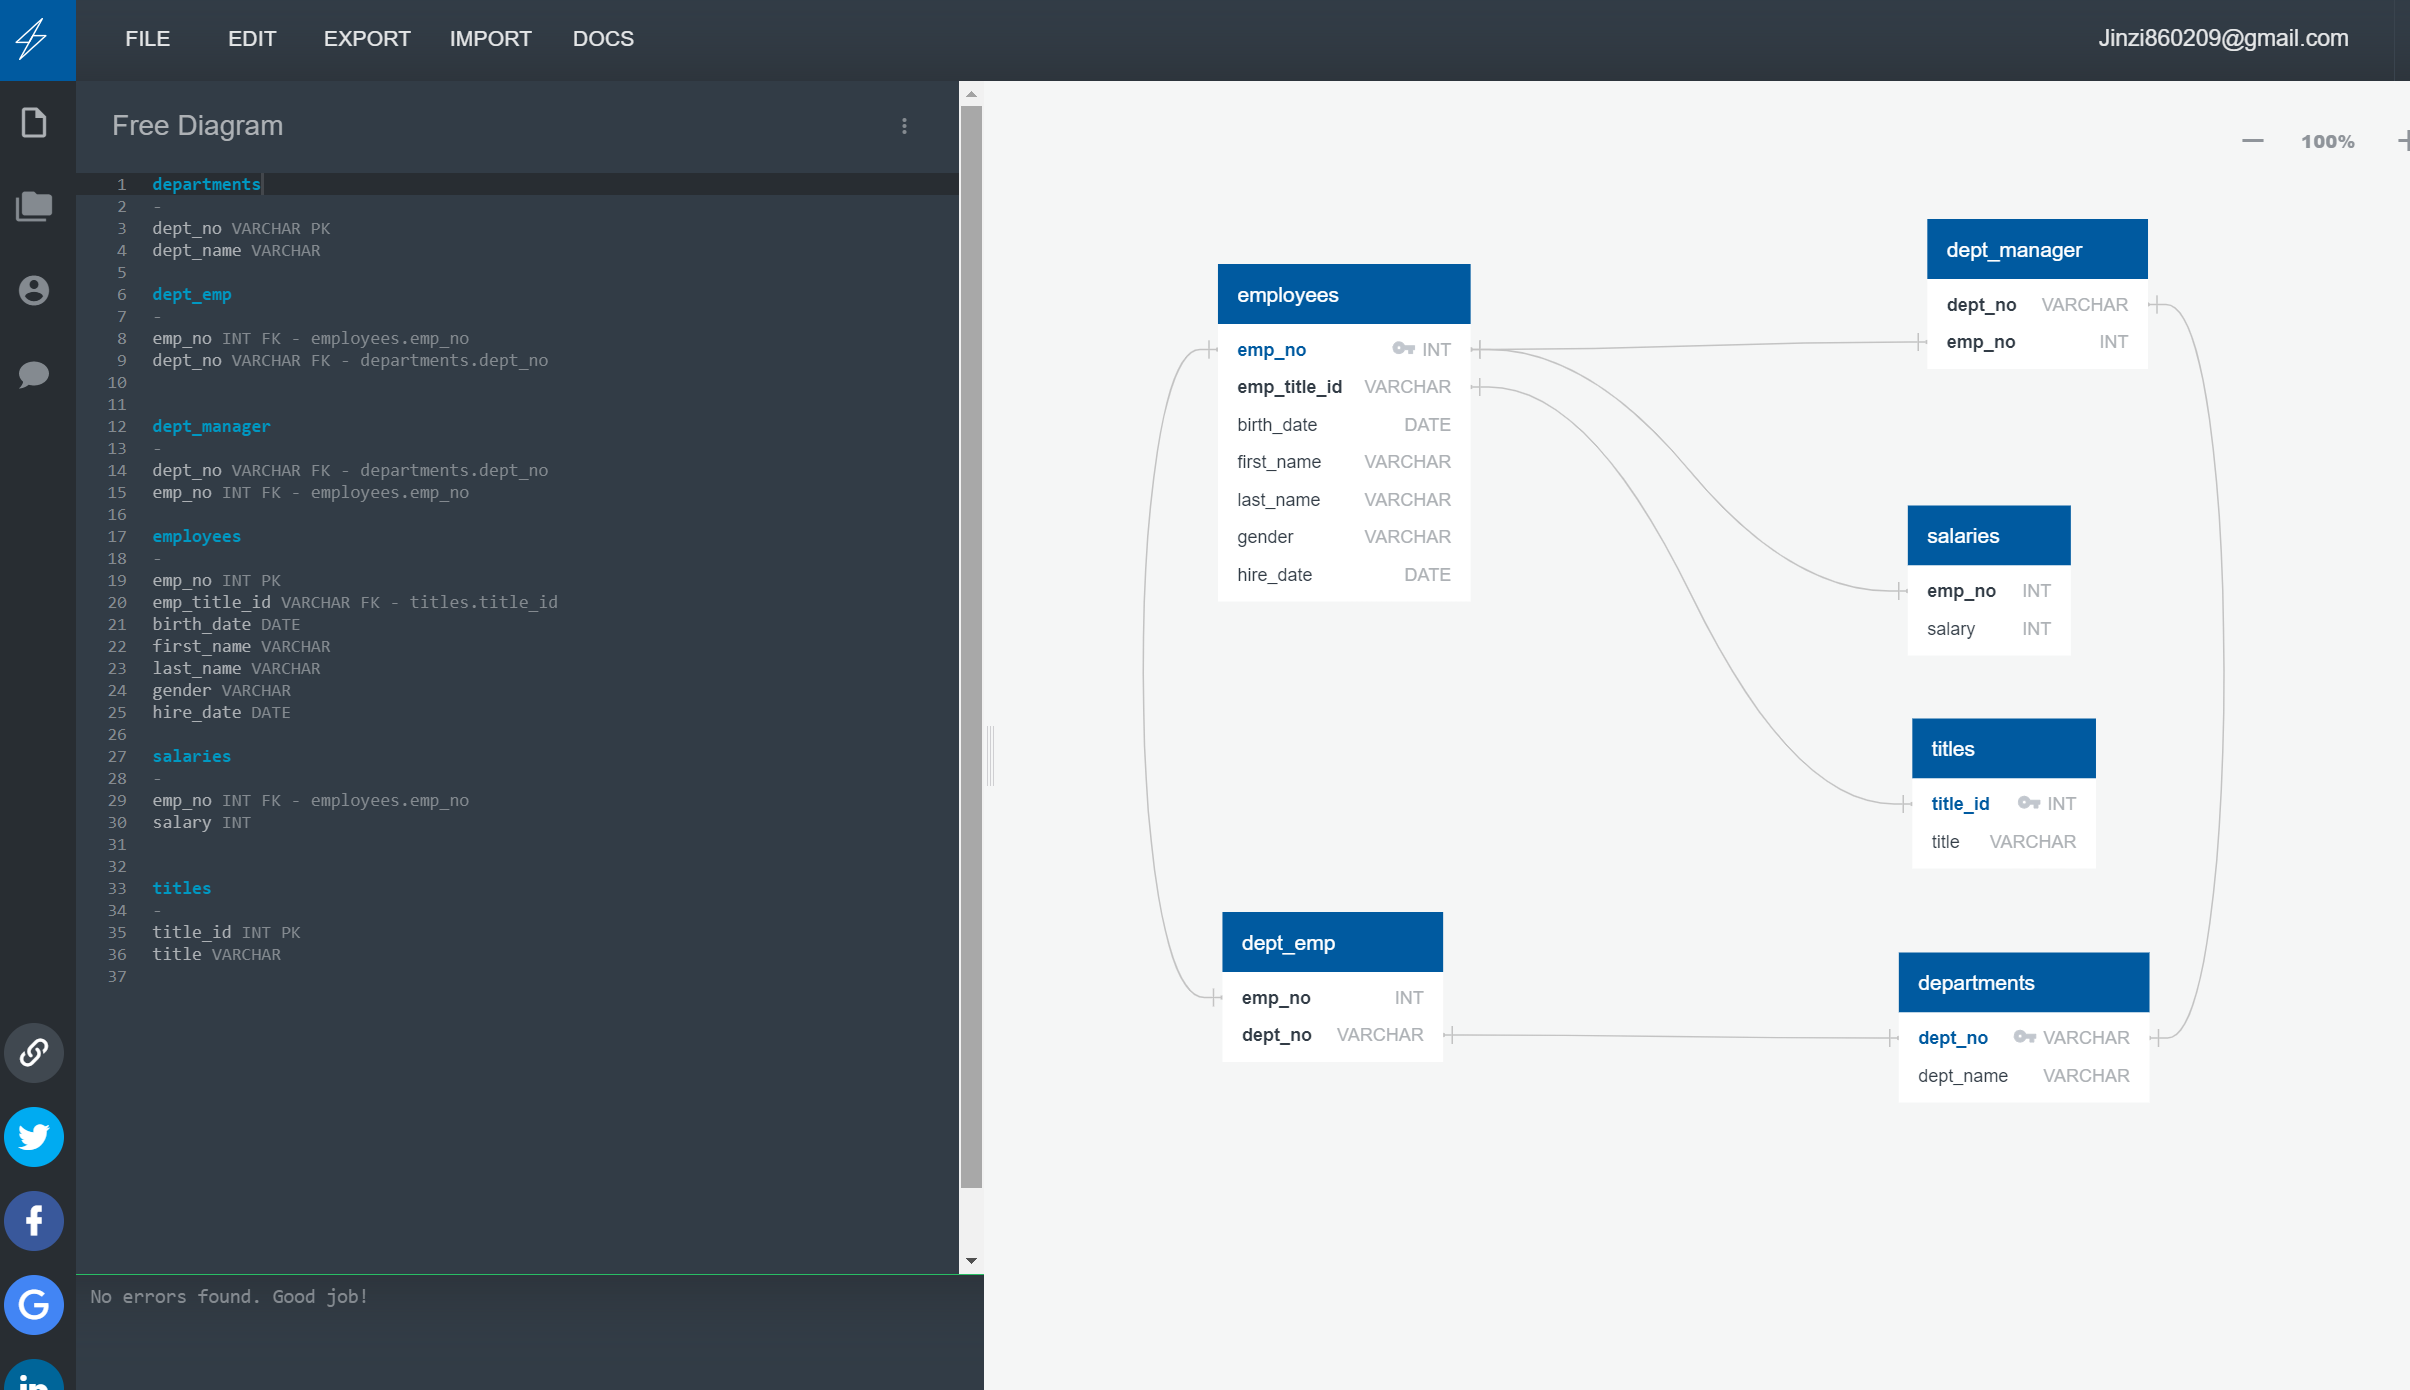 FILE EDIT EXPORT IMPORT DOCS Jinzi860209@gmail.com
Free Diagram
100%
1 departments
2 -
3 dept_no VARCHAR PK
4 dept_name VARCHAR
5
6 dept_emp
7 -
8 emp_no INT FK - employees.emp_no
9 dept_no VARCHAR FK - departments.dept_no
10
11
12 dept_manager
13 -
14 dept_no VARCHAR FK - departments.dept_no
15 emp_no INT FK - employees.emp_no
16
17 employees
18 -
19 emp_no INT PK
20 emp_title_id VARCHAR FK - titles.title_id
21 birth_date DATE
22 first_name VARCHAR
23 last_name VARCHAR
24 gender VARCHAR
25 hire_date DATE
26
27 salaries
28 -
29 emp_no INT FK - employees.emp_no
30 salary INT
31
32
33 titles
34 -
35 title_id INT PK
36 title VARCHAR
37
No errors found. Good job!
employees
emp_no INT
emp_title_id VARCHAR
birth_date DATE
first_name VARCHAR
last_name VARCHAR
gender VARCHAR
hire_date DATE
dept_manager
dept_no VARCHAR
emp_no INT
salaries
emp_no INT
salary INT
titles
title_id INT
title VARCHAR
dept_emp
emp_no INT
dept_no VARCHAR
departments
dept_no VARCHAR
dept_name VARCHAR